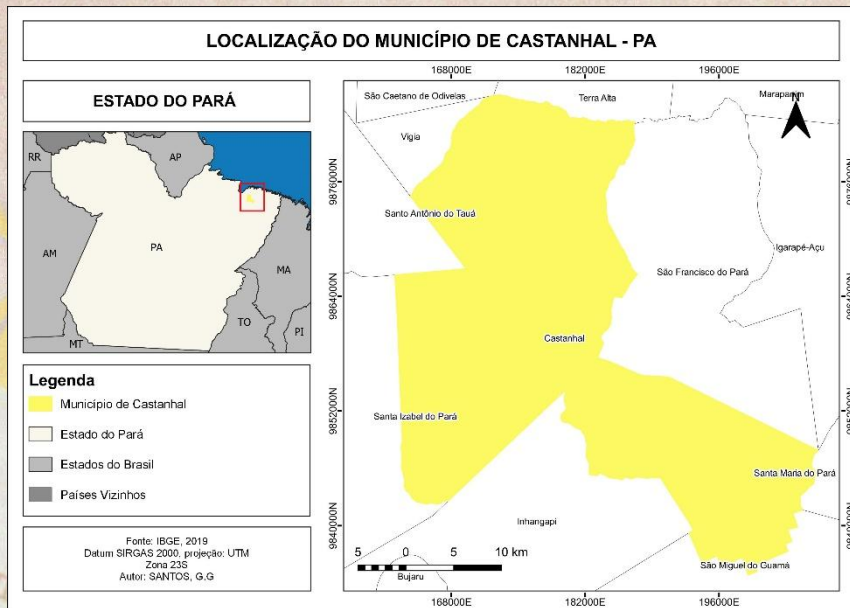 LOCALIZAÇÃO DO MUNICÍPIO DE CASTANHAL - PA
ESTADO DO PARÁ
RR
AP
AM
PA
MA
TO
PI
MT
Legenda
Município de Castanhal
Estado do Pará
Estados do Brasil
Países Vizinhos
Fonte: IBGE, 2019
Datum SIRGAS 2000. projeção: UTM
Zona 23S
Autor: SANTOS, G.G
168000E
182000E
196000E
São Caetano de Odivelas
Terra Alta
Marapanim
N
Vigia
9876000N
9876000N
Santo Antônio do Tauá
Igarapé-Açu
São Francisco do Pará
9864000N
9864000N
Castanhal
9852000N
9852000N
Santa Izabel do Pará
Santa Maria do Pará
Inhangapi
9840000N
9840000N
5 0 5 10 km
São Miguel do Guamá
Bujaru
168000E
182000E
196000E